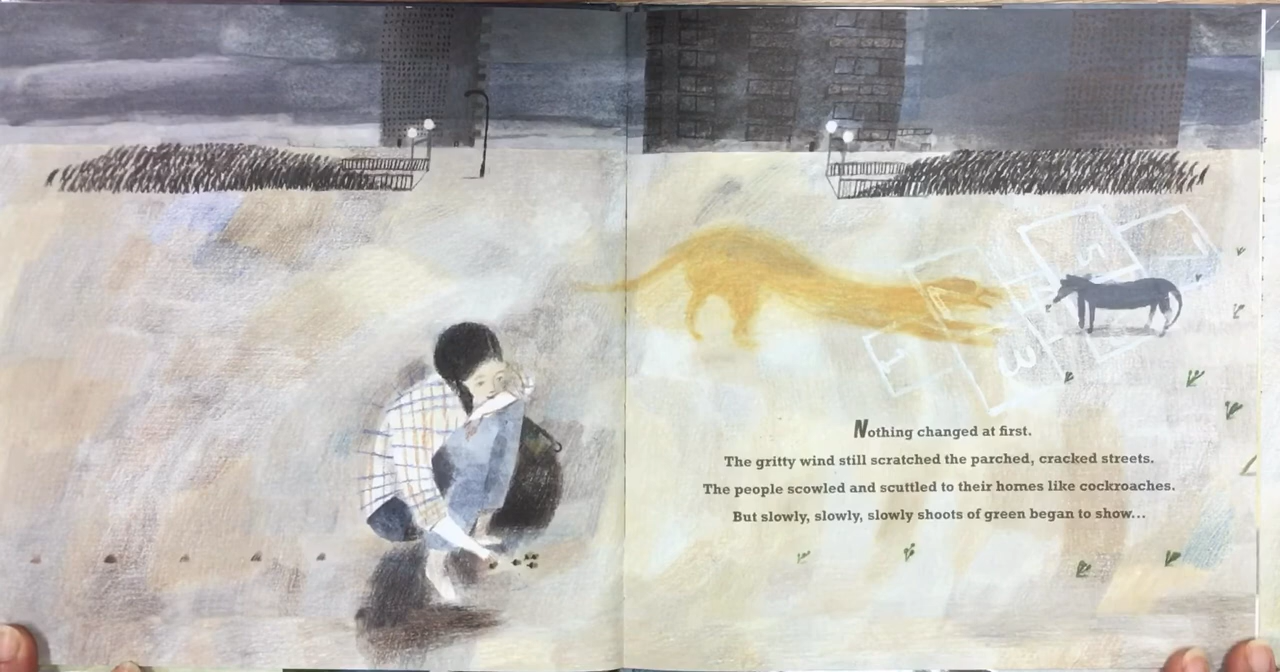 Nothing changed at first.
The gritty wind still scratched the parched, cracked streets.
The people scowled and scuttled to their homes like cockroaches.
But slowly, slowly, slowly shoots of green began to show...